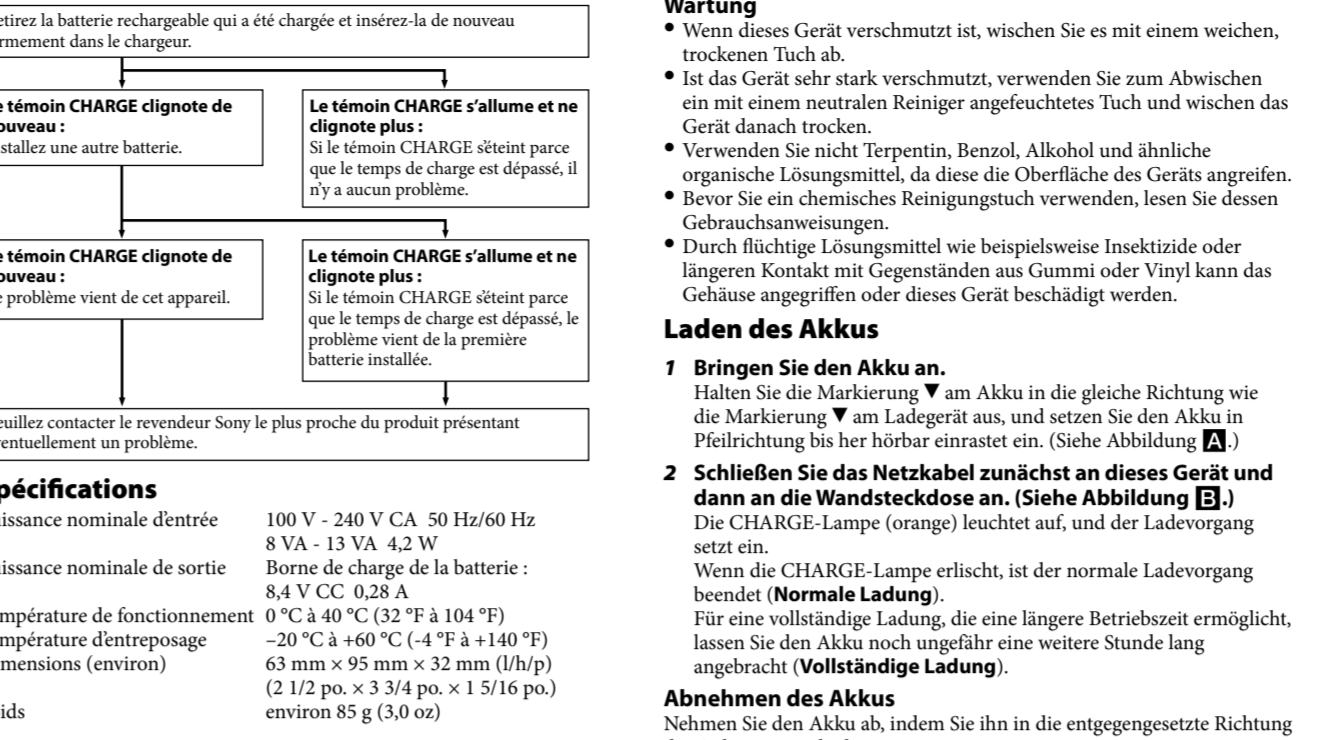 etirez la batterie rechargeable qui a été chargée et insérez-la de nouveau
rmement dans le chargeur.
e témoin CHARGE clignote de
ouveau :
stallez une autre batterie.
Le témoin CHARGE s’allume et ne
clignote plus :
Si le témoin CHARGE s’éteint parce
que le temps de charge est dépassé, il
n’y a aucun problème.
e témoin CHARGE clignote de
ouveau :
e problème vient de cet appareil.
Le témoin CHARGE s’allume et ne
clignote plus :
Si le témoin CHARGE s’éteint parce
que le temps de charge est dépassé, le
problème vient de la première
batterie installée.
euillez contacter le revendeur Sony le plus proche du produit présentant
ventuellement un problème.
pécifications
issance nominale d’entrée 100 V - 240 V CA 50 Hz/60 Hz
8 VA - 13 VA 4,2 W
issance nominale de sortie Borne de charge de la batterie :
8,4 V CC 0,28 A
mpérature de fonctionnement 0 °C à 40 °C (32 °F à 104 °F)
mpérature d’entreposage –20 °C à +60 °C (-4 °F à +140 °F)
mensions (environ) 63 mm × 95 mm × 32 mm (l/h/p)
(2 1/2 po. × 3 3/4 po. × 1 5/16 po.)
ids environ 85 g (3,0 oz)
Wartung
• Wenn dieses Gerät verschmutzt ist, wischen Sie es mit einem weichen,
trockenen Tuch ab.
• Ist das Gerät sehr stark verschmutzt, verwenden Sie zum Abwischen
ein mit einem neutralen Reiniger angefeuchtetes Tuch und wischen das
Gerät danach trocken.
• Verwenden Sie nicht Terpentin, Benzol, Alkohol und ähnliche
organische Lösungsmittel, da diese die Oberfläche des Geräts angreifen.
• Bevor Sie ein chemisches Reinigungstuch verwenden, lesen Sie dessen
Gebrauchsanweisungen.
• Durch flüchtige Lösungsmittel wie beispielsweise Insektizide oder
längeren Kontakt mit Gegenständen aus Gummi oder Vinyl kann das
Gehäuse angegriffen oder dieses Gerät beschädigt werden.
Laden des Akkus
1 Bringen Sie den Akku an.
Halten Sie die Markierung ▼ am Akku in die gleiche Richtung wie
die Markierung ▼ am Ladegerät aus, und setzen Sie den Akku in
Pfeilrichtung bis her hörbar einrastet ein. (Siehe Abbildung A.)
2 Schließen Sie das Netzkabel zunächst an dieses Gerät und
dann an die Wandsteckdose an. (Siehe Abbildung B.)
Die CHARGE-Lampe (orange) leuchtet auf, und der Ladevorgang
setzt ein.
Wenn die CHARGE-Lampe erlischt, ist der normale Ladevorgang
beendet (Normale Ladung).
Für eine vollständige Ladung, die eine längere Betriebszeit ermöglicht,
lassen Sie den Akku noch ungefähr eine weitere Stunde lang
angebracht (Vollständige Ladung).
Abnehmen des Akkus
Nehmen Sie den Akku ab, indem Sie ihn in die entgegengesetzte Richtung